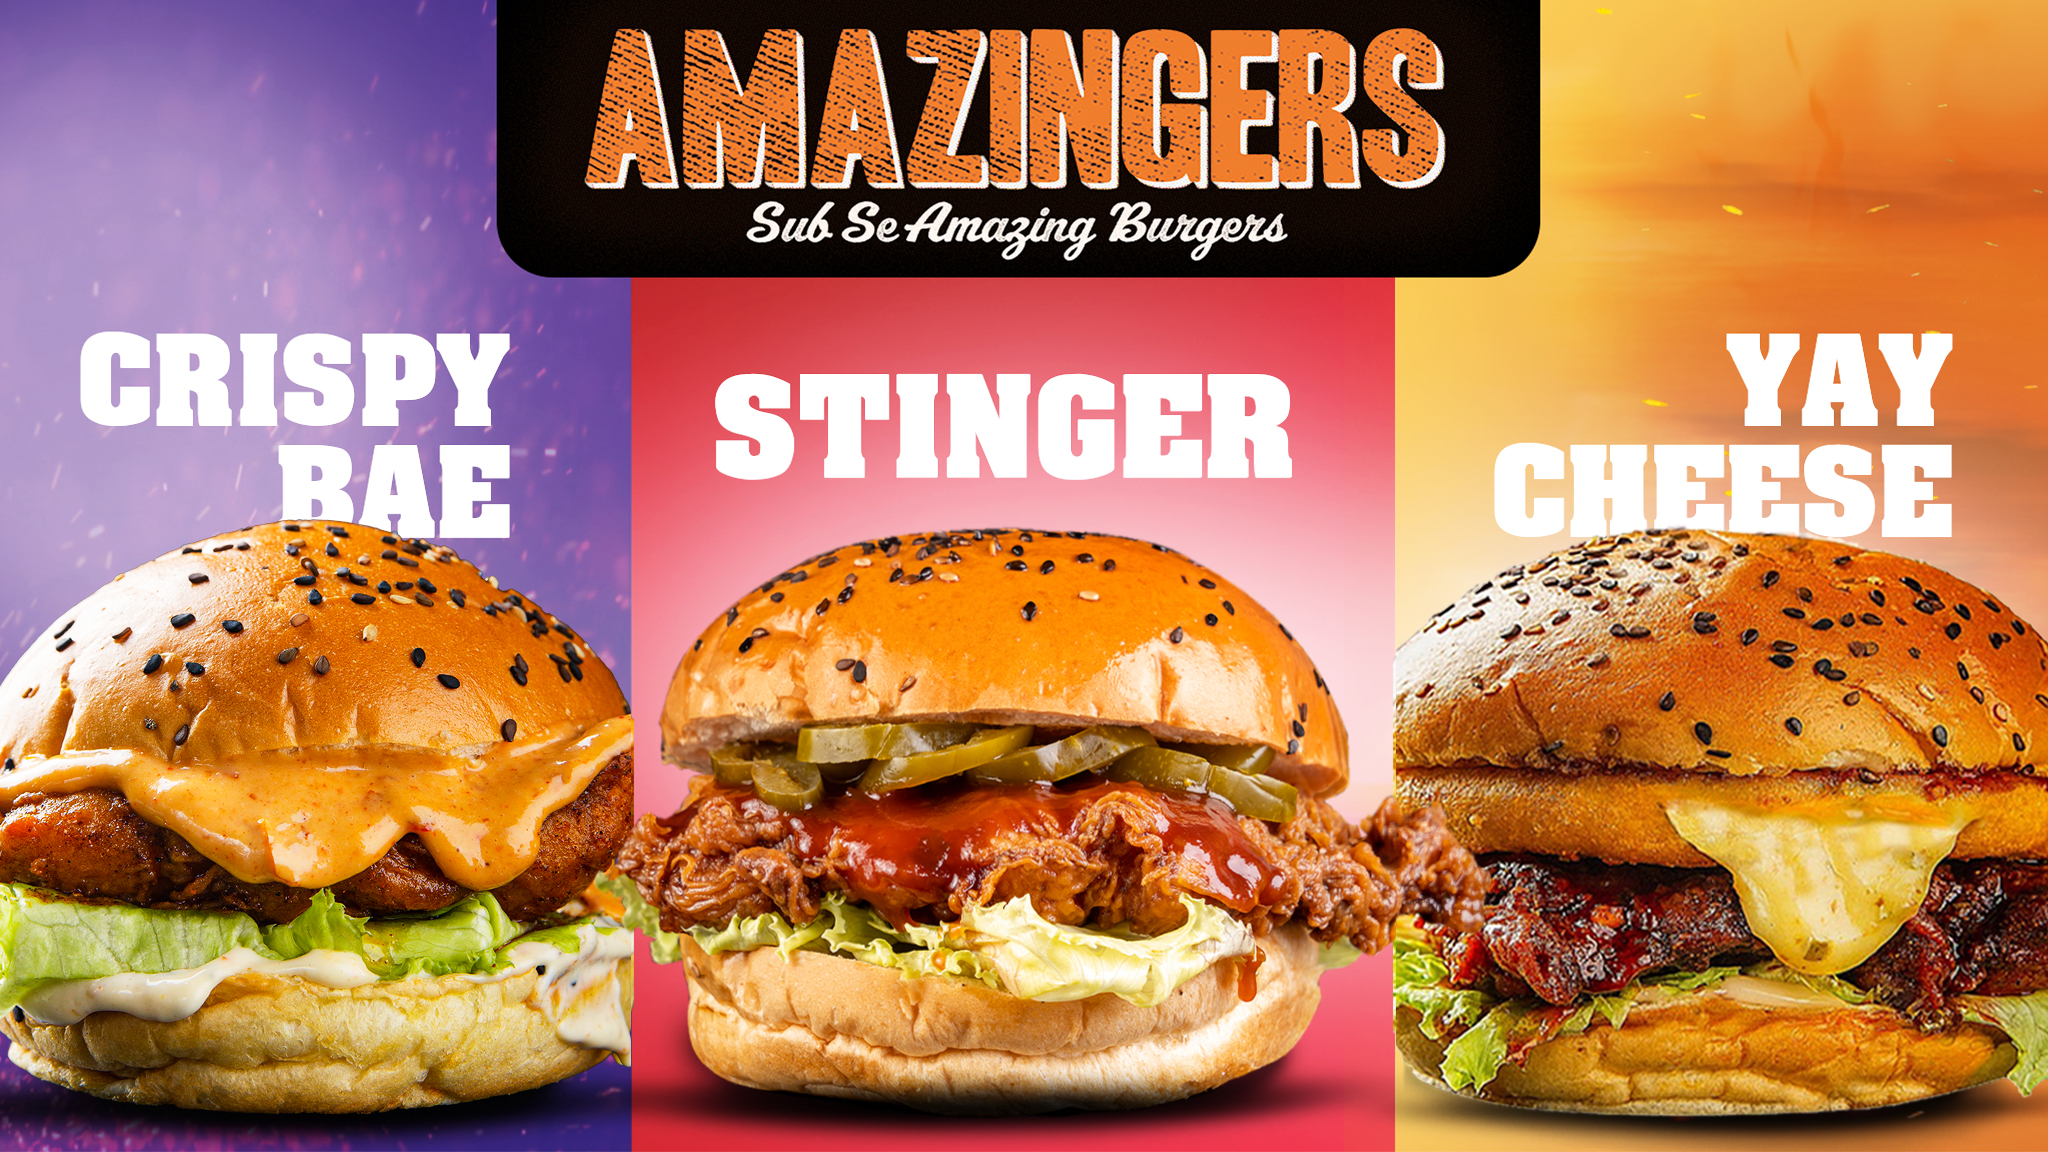 AMAZINGERS
Sub Se Amazing Burgers
CRISPY
BAE
STINGER
YAY
CHEESE